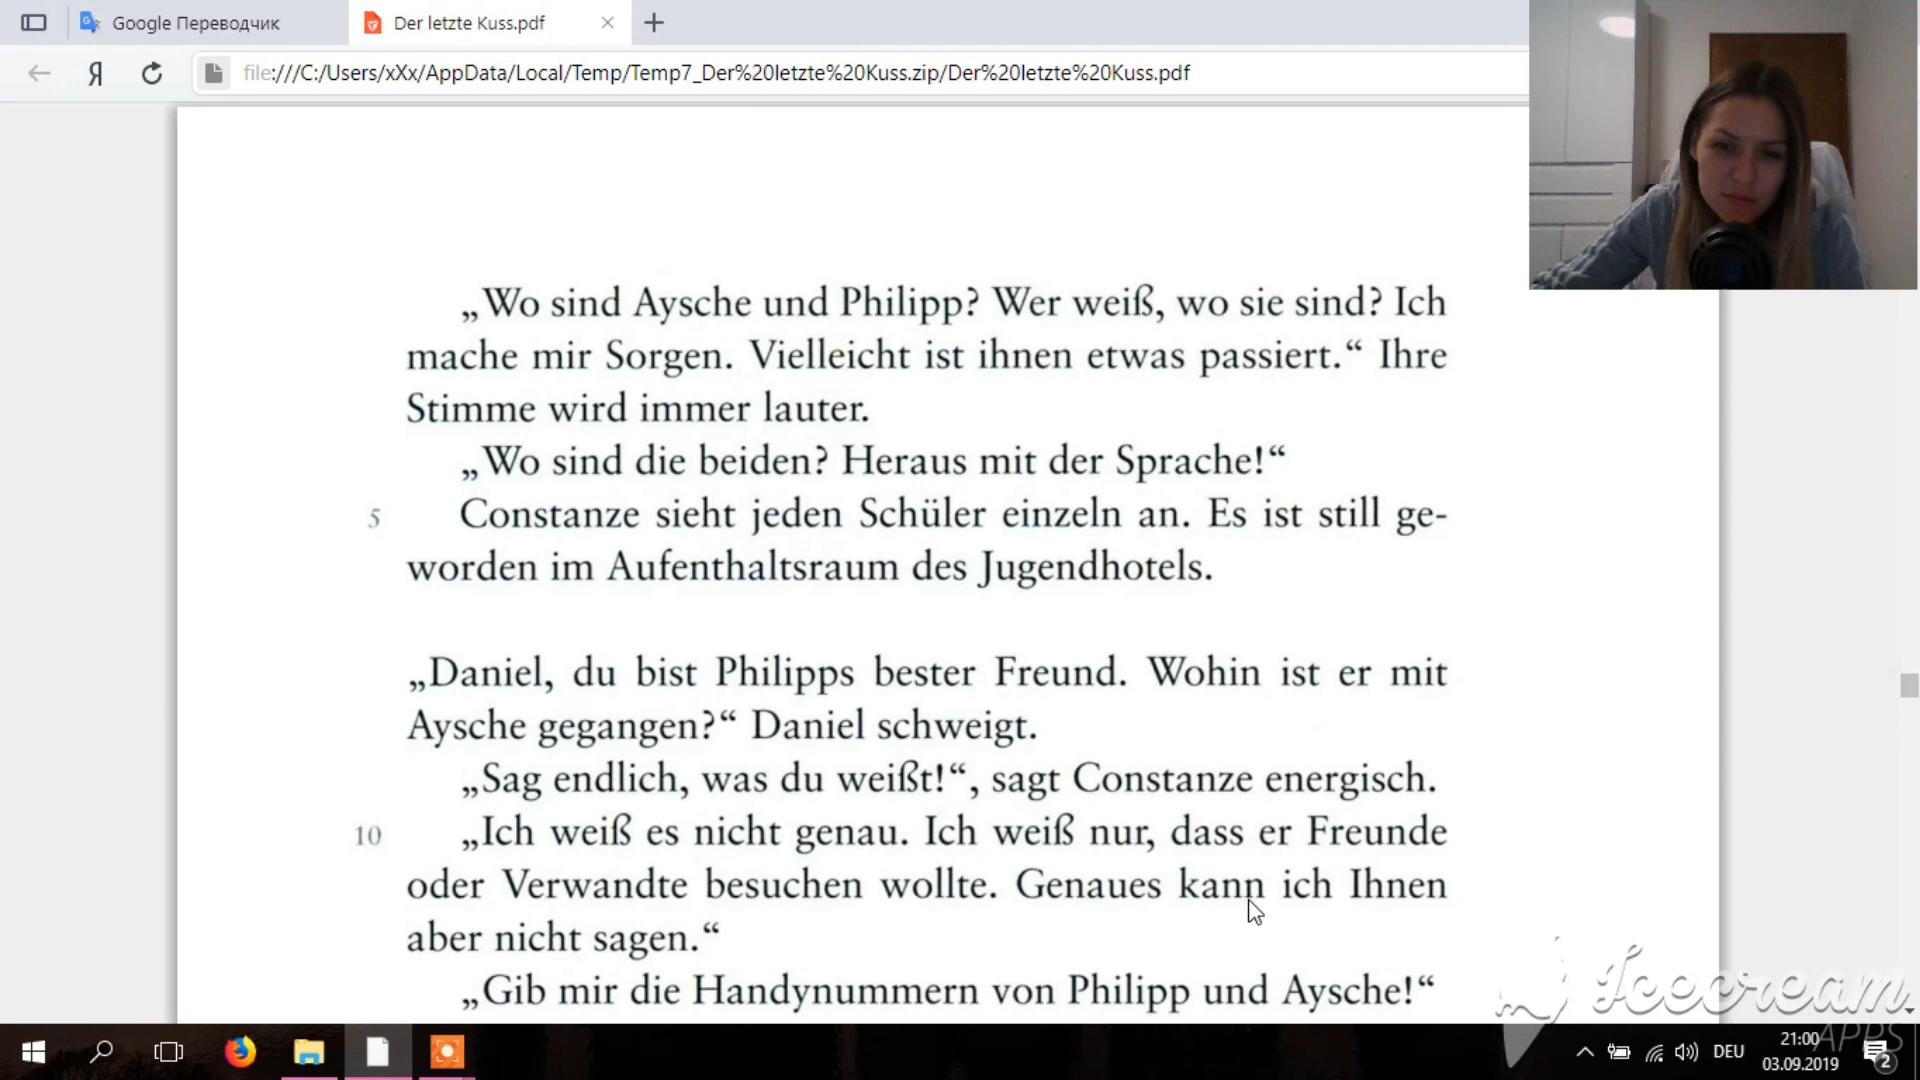 Google Переводчик
Der letzte Kuss.pdf
Я
file:///C:/Users/xXx/AppData/Local/Temp/Temp7_Der%20letzte%20Kuss.zip/Der%20letzte%20Kuss.pdf
„Wo sind Aysche und Philipp? Wer weiß, wo sie sind? Ich
mache mir Sorgen. Vielleicht ist ihnen etwas passiert.“ Ihre
Stimme wird immer lauter.
„Wo sind die beiden? Heraus mit der Sprache!“
5 Constanze sieht jeden Schüler einzeln an. Es ist still ge-
worden im Aufenthaltsraum des Jugendhotels.
„Daniel, du bist Philipps bester Freund. Wohin ist er mit
Aysche gegangen?“ Daniel schweigt.
„Sag endlich, was du weißt!“, sagt Constanze energisch.
10 „Ich weiß es nicht genau. Ich weiß nur, dass er Freunde
oder Verwandte besuchen wollte. Genaues kann ich Ihnen
aber nicht sagen.“
„Gib mir die Handynummern von Philipp und Aysche!“
Icecream
APPS
DEU
21:00
03.09.2019
2